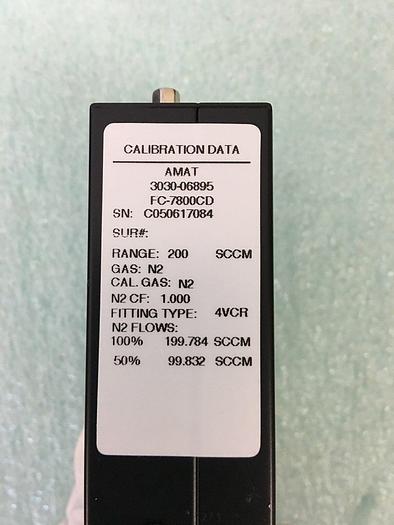 CALIBRATION DATA
AMAT
3030-06895
FC-7800CD
SN: C050617084
SUR#:
RANGE: 200 SCCM
GAS: N2
CAL. GAS: N2
N2 CF: 1.000
FITTING TYPE: 4VCR
N2 FLOWS:
100% 199.784 SCCM
50% 99.832 SCCM